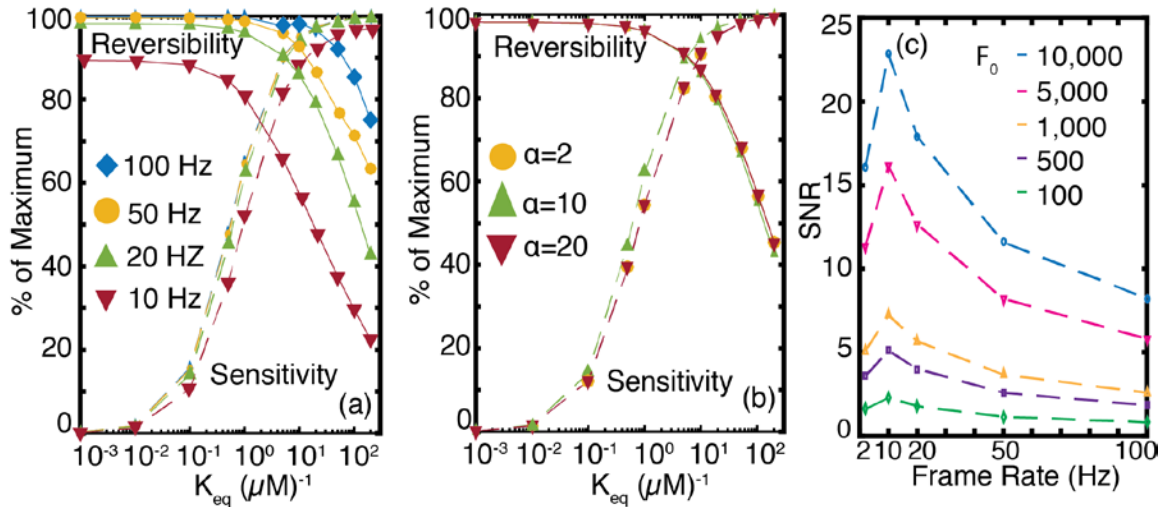 100
80
60
40
20
0
% of Maximum
Reversibility
100 Hz
50 Hz
20 HZ
10 Hz
Sensitivity
(a)
10⁻³ 10⁻² 10⁻¹ 10⁰ 10¹ 10²
K_eq (µM)⁻¹
100
80
60
40
20
0
% of Maximum
Reversibility
α=2
α=10
α=20
Sensitivity
(b)
10⁻³ 10⁻² 10⁻¹ 10⁰ 10¹ 10²
K_eq (µM)⁻¹
25
20
15
10
5
0
SNR
(c)
F₀
10,000
5,000
1,000
500
100
2 10 20 50 100
Frame Rate (Hz)